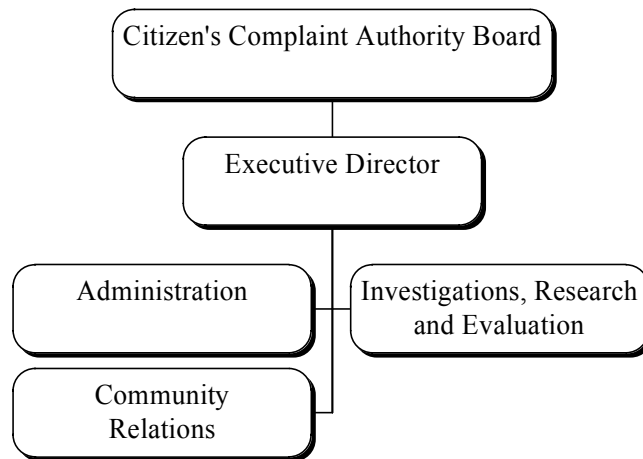 Citizen's Complaint Authority Board
Executive Director
Administration
Investigations, Research
and Evaluation
Community
Relations